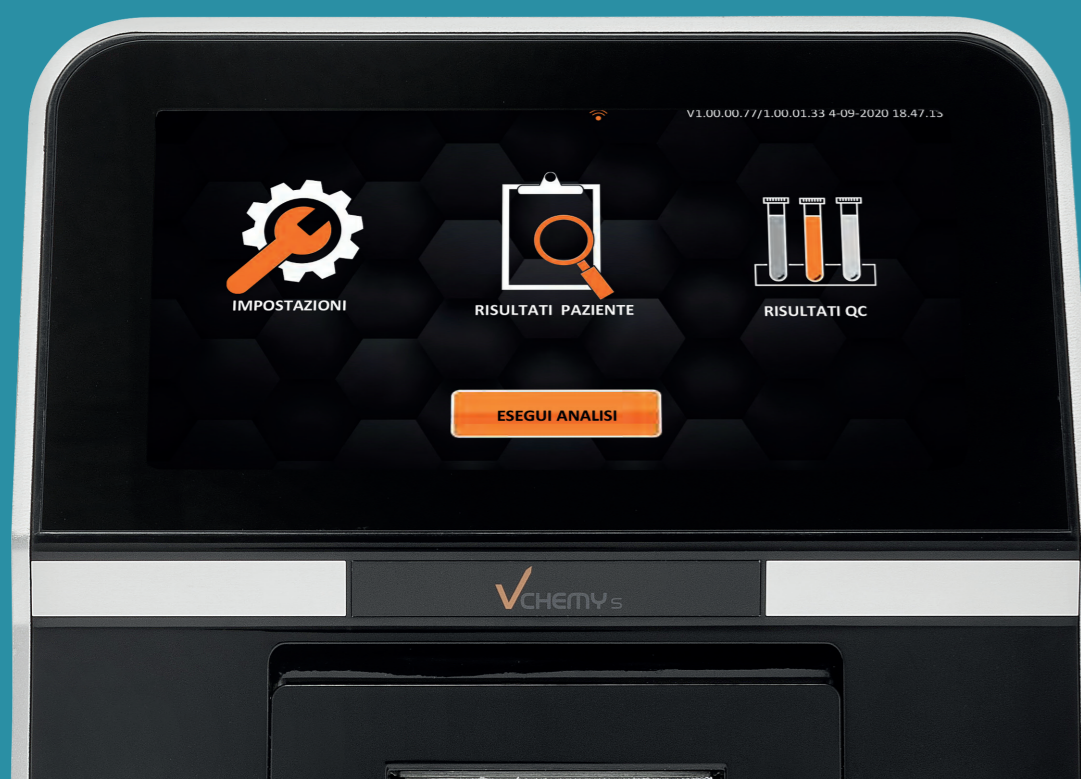 V1.00.00.77/1.00.01.33 4-09-2020 18.47.15
IMPOSTAZIONI
RISULTATI PAZIENTE
RISULTATI QC
ESEGUI ANALISI
VCHEMY S